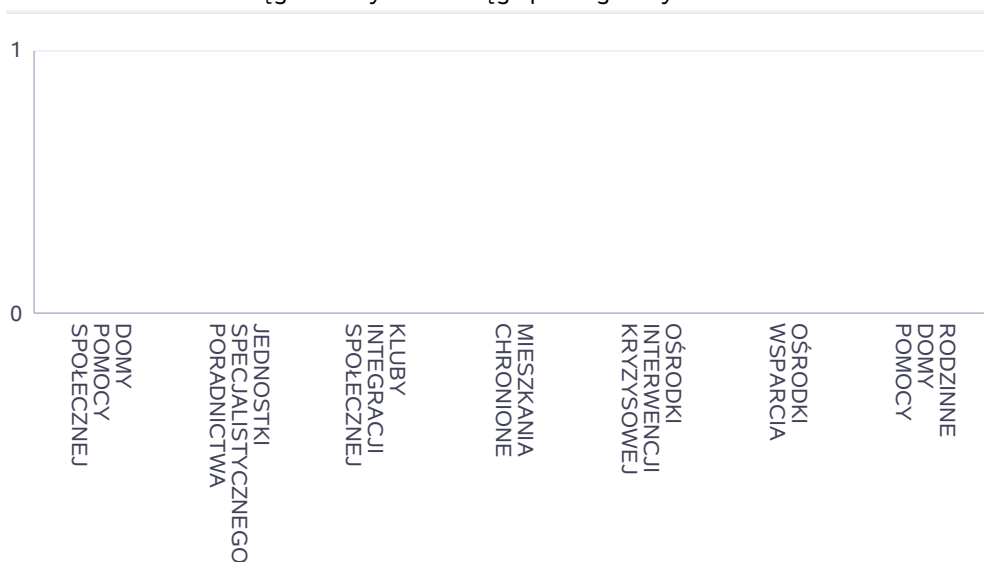 1
0
DOMY
POMOCY
SPOŁECZNEJ
JEDNOSTKI
SPECJALISTYCZNEGO
PORADNICTWA
KLUBY
INTEGRACJI
SPOŁECZNEJ
MIESZKANIA
CHRONIONE
OŚRODKI
INTERWENCJI
KRYZYSOWEJ
OŚRODKI
WSPARCIA
RODZINNE
DOMY
POMOCY